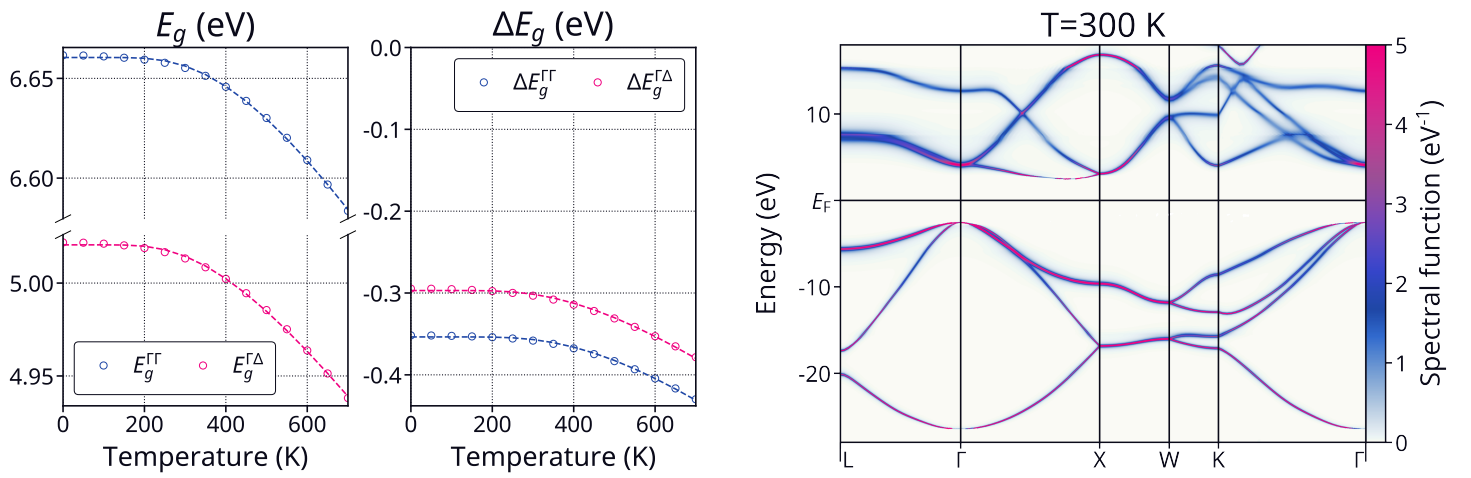 E_g (eV)
6.65
6.60
5.00
4.95
E_g^ΓΓ E_g^ΓΔ
0 200 400 600
Temperature (K)
ΔE_g (eV)
0.0
-0.1
-0.2
-0.3
-0.4
ΔE_g^ΓΓ ΔE_g^ΓΔ
0 200 400 600
Temperature (K)
T=300 K
Energy (eV)
10
E_F
-10
-20
L Γ X W K Γ
5
4
3
2
1
0
Spectral function (eV⁻¹)